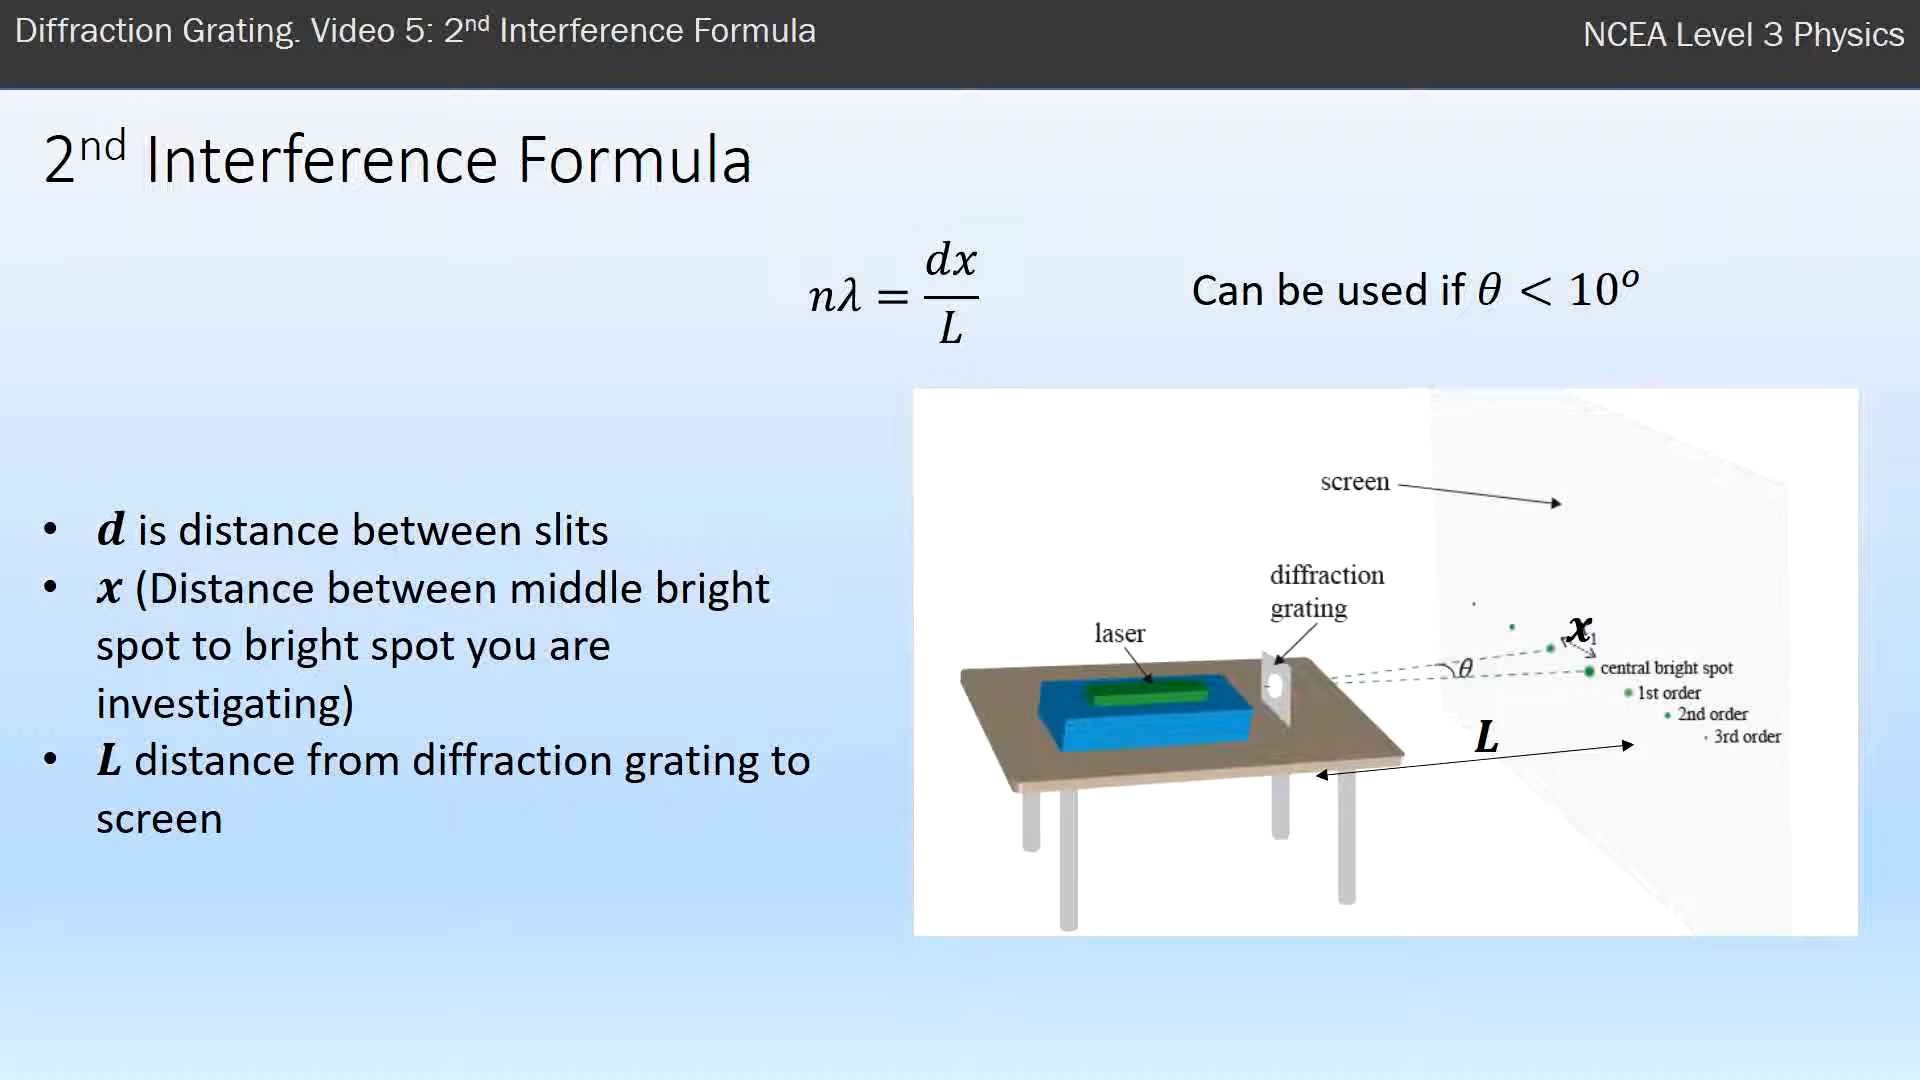 Diffraction Grating. Video 5: 2nd Interference Formula
NCEA Level 3 Physics
2nd Interference Formula
nλ = dx/L
Can be used if θ < 10°
• d is distance between slits
• x (Distance between middle bright
spot to bright spot you are
investigating)
• L distance from diffraction grating to
screen
screen
diffraction
grating
laser
x₁
θ
central bright spot
1st order
2nd order
3rd order
L